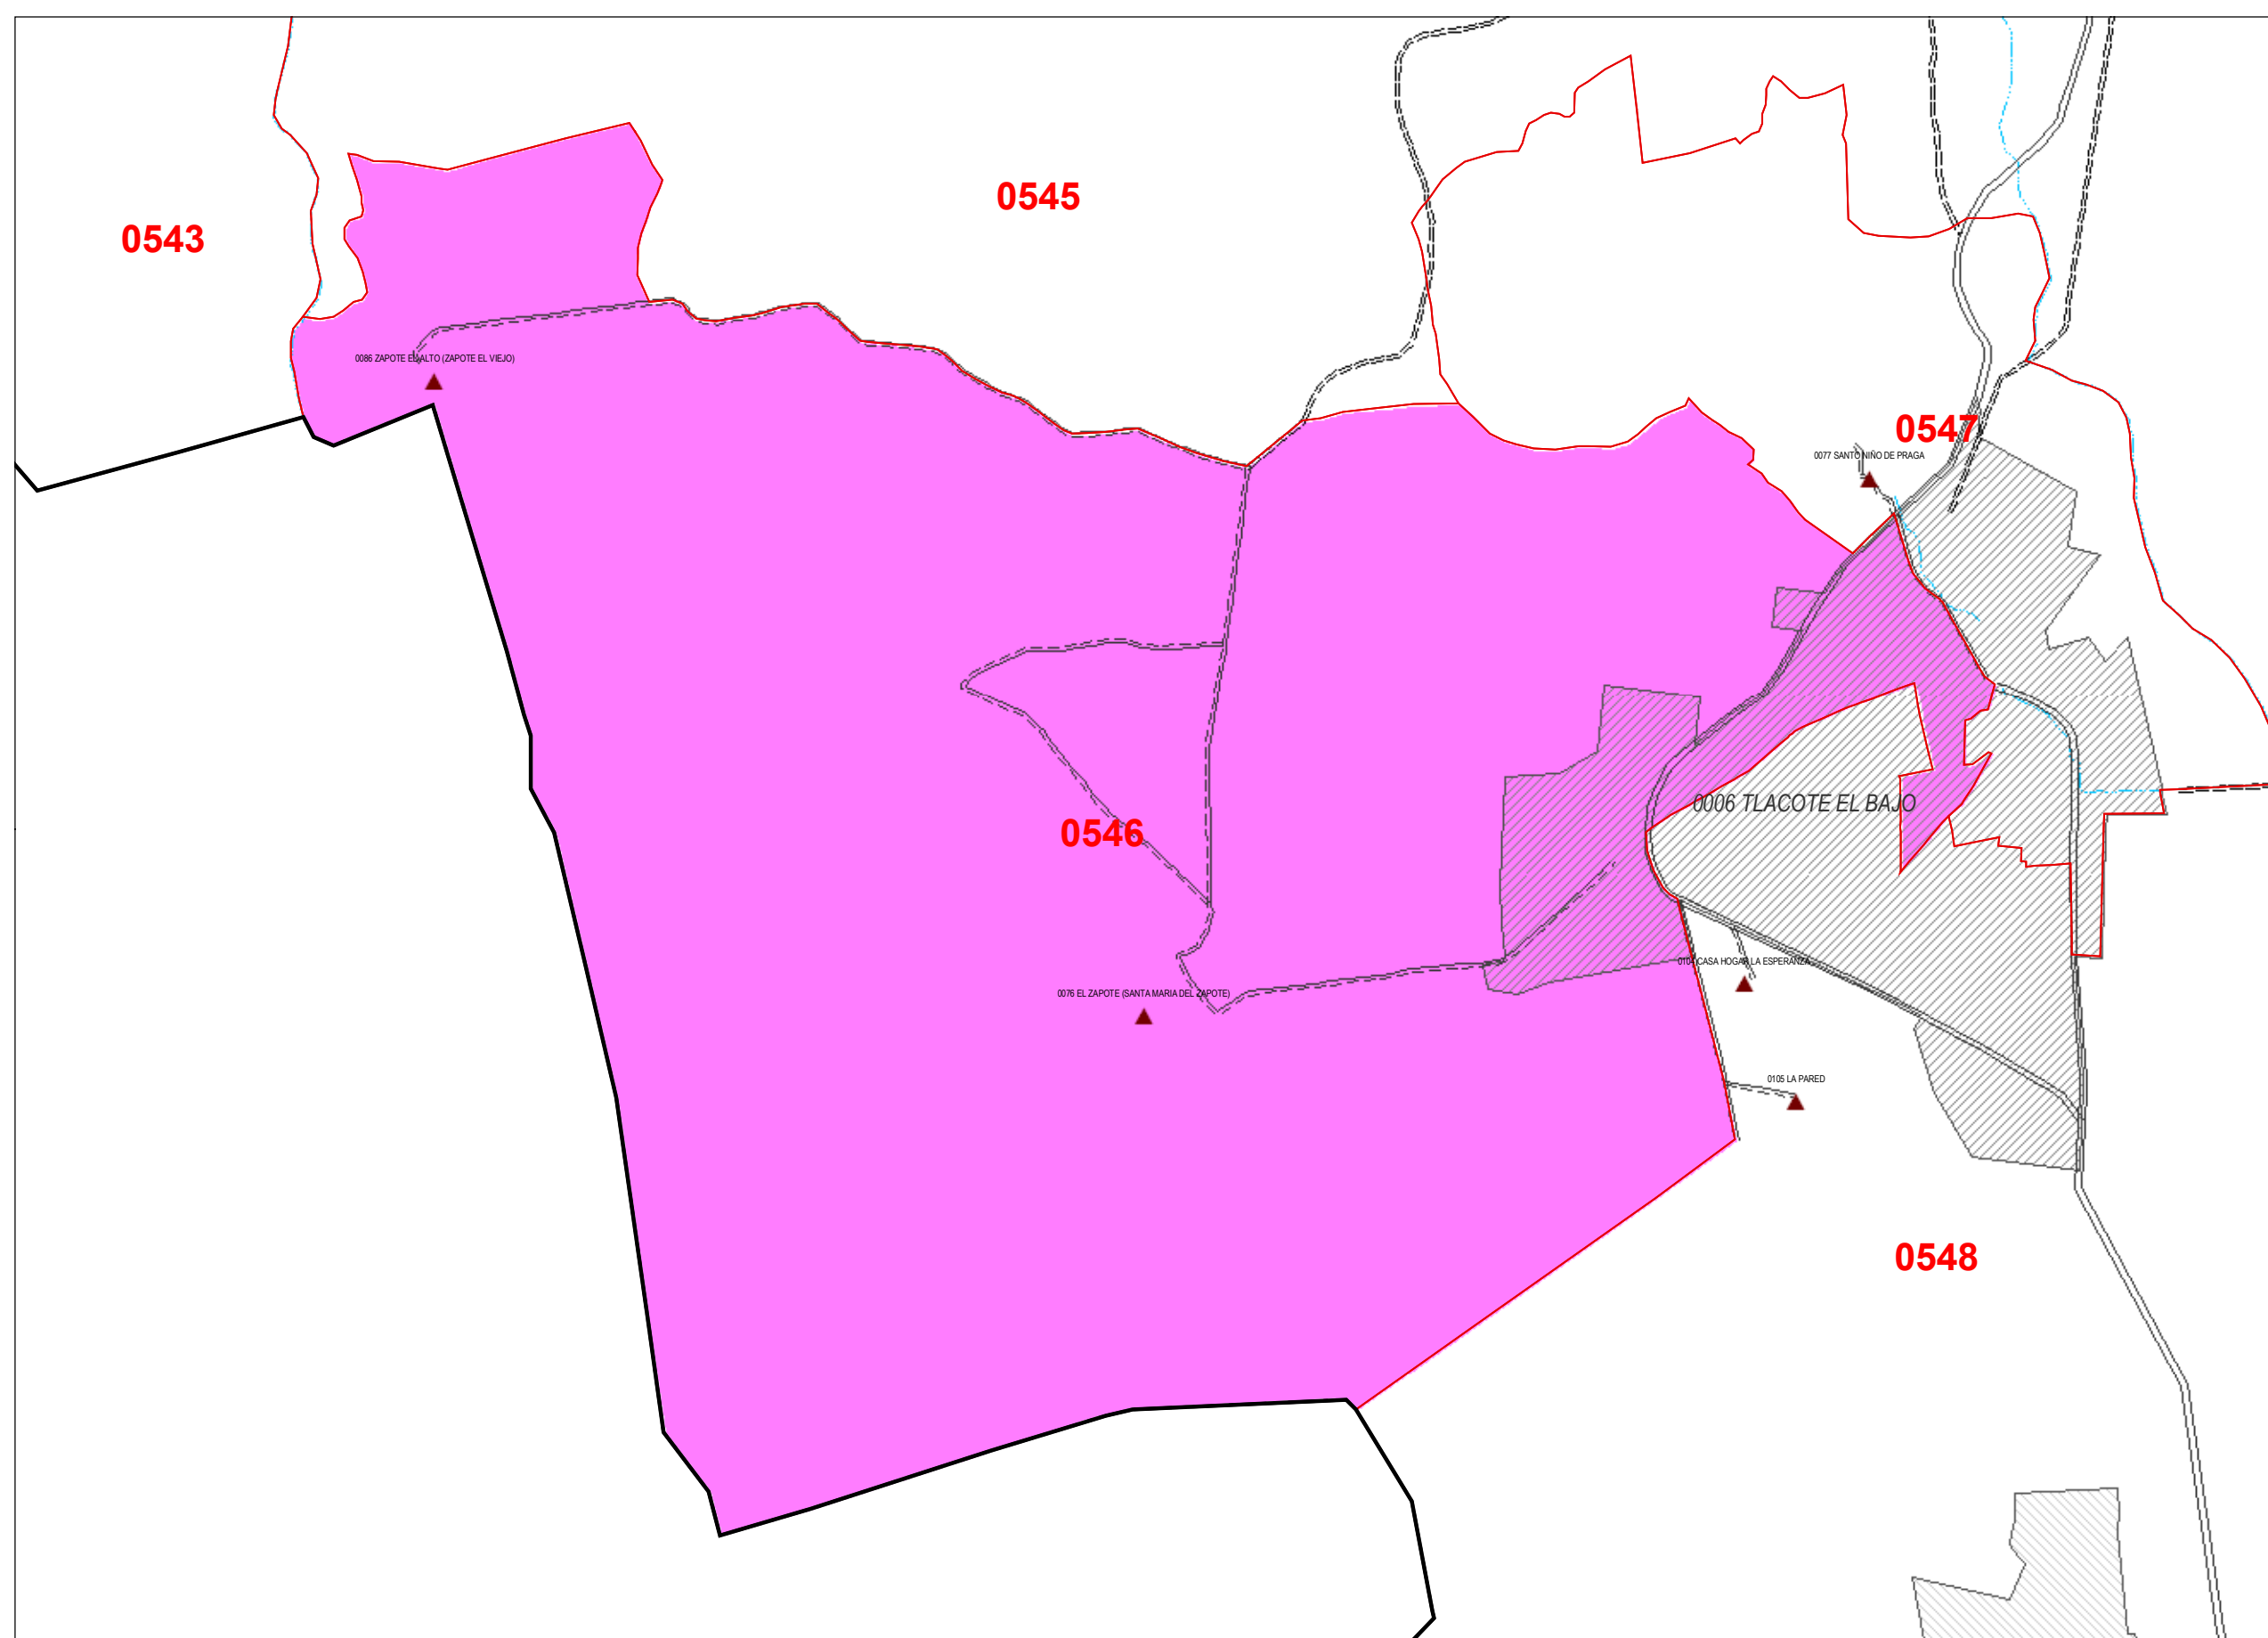 0545
0543
0086 ZAPOTE EL ALTO (ZAPOTE EL VIEJO)
0547
0077 SANTO NIÑO DE PRAGA
0006 TLACOTE EL BAJO
0546
0104 CASA HOGAR LA ESPERANZA
0076 EL ZAPOTE (SANTA MARIA DEL ZAPOTE)
0105 LA PARED
0548